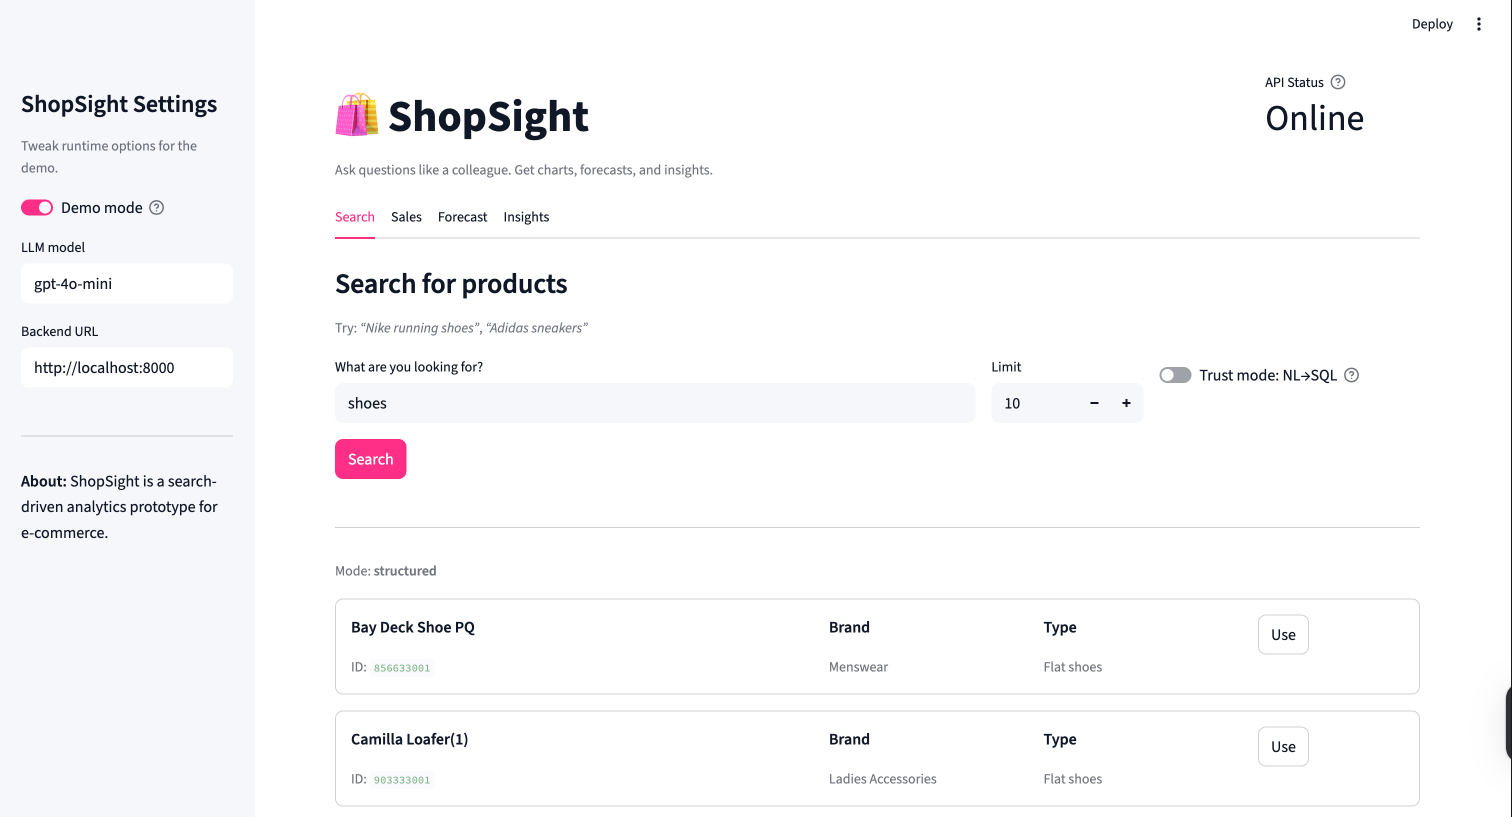 Deploy
ShopSight Settings
Tweak runtime options for the
demo.
Demo mode
LLM model
gpt-4o-mini
Backend URL
http://localhost:8000
About: ShopSight is a search-
driven analytics prototype for
e-commerce.
ShopSight
API Status
Online
Ask questions like a colleague. Get charts, forecasts, and insights.
Search Sales Forecast Insights
Search for products
Try: “Nike running shoes”, “Adidas sneakers”
What are you looking for?
shoes
Limit
10 − +
Trust mode: NL→SQL
Search
Mode: structured
Bay Deck Shoe PQ Brand Type Use
ID: 856633001 Menswear Flat shoes
Camilla Loafer(1) Brand Type Use
ID: 903333001 Ladies Accessories Flat shoes